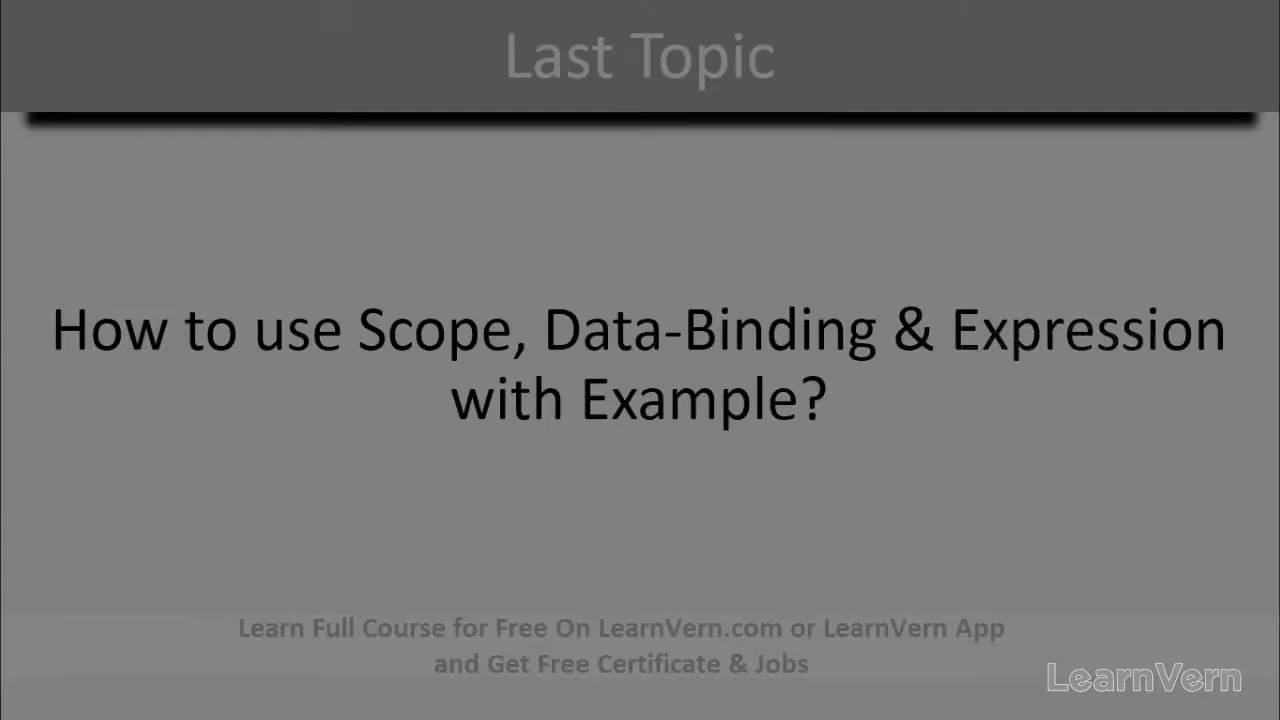 Last Topic
How to use Scope, Data-Binding & Expression
with Example?
Learn Full Course for Free On LearnVern.com or LearnVern App
and Get Free Certificate & Jobs
LearnVern